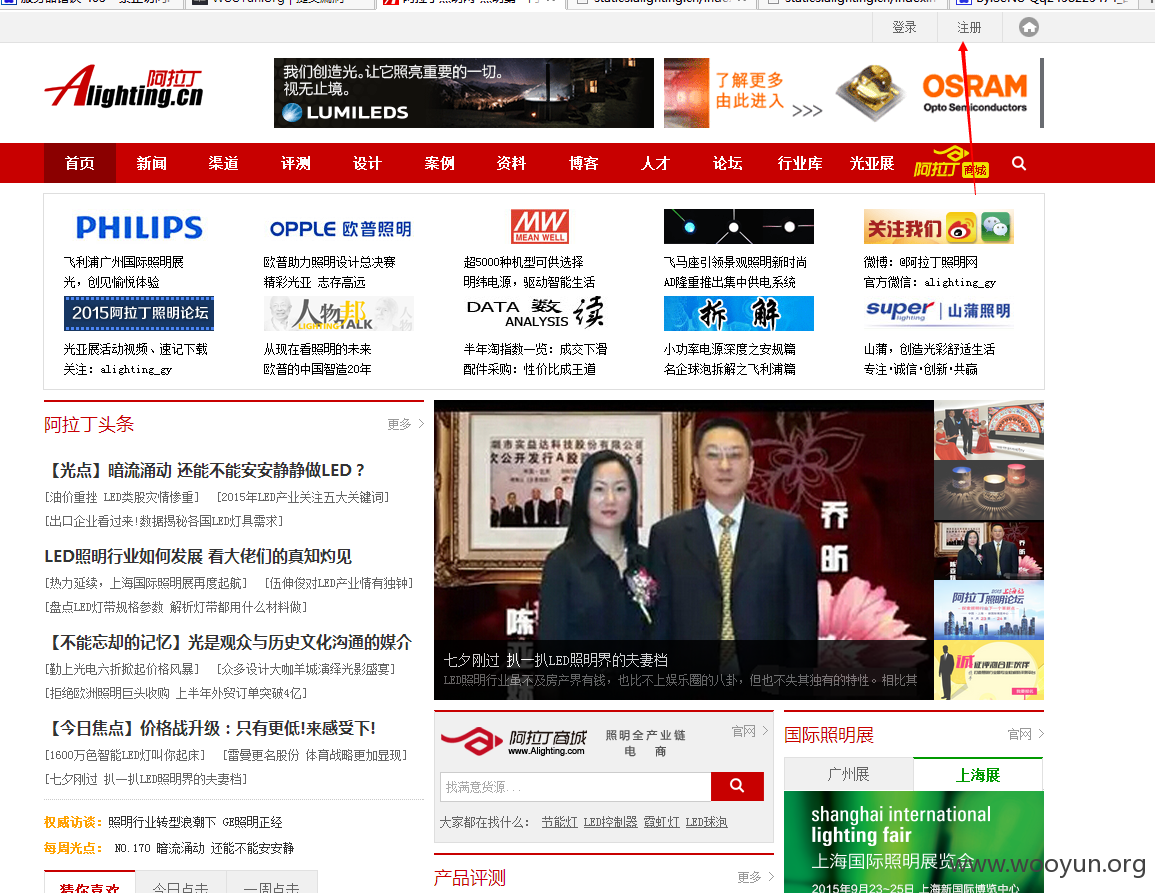 登录
注册
阿拉丁
Alighting.cn
我们创造光。让它照亮重要的一切。
视无止境。
LUMILEDS
了解更多
由此进入 >>>
OSRAM
Opto Semiconductors
首页 新闻 渠道 评测 设计 案例 资料 博客 人才 论坛 行业库 光亚展 阿拉丁商城
PHILIPS
OPPLE 欧普照明
MW
MEAN WELL
关注我们
飞利浦广州国际照明展
光，创见愉悦体验
欧普助力照明设计总决赛
精彩光亚 志存高远
超5000种机型可供选择
明纬电源，驱动智能生活
飞马座引领景观照明新时尚
AD隆重推出集中供电系统
微博：@阿拉丁照明网
官方微信：alighting_gy
2015阿拉丁照明论坛
人物邦
LIGHTING TALK
DATA 数 读
ANALYSIS
拆 解
super lighting | 山蒲照明
光亚展活动视频、速记下载
关注：alighting_gy
从现在看照明的未来
欧普的中国智造20年
半年淘指数一览：成交下滑
配件采购：性价比成王道
小功率电源深度之安规篇
名企球泡拆解之飞利浦篇
山蒲，创造光彩舒适生活
专注·诚信·创新·共赢
阿拉丁头条
更多 >
【光点】暗流涌动 还能不能安安静静做LED？
[油价重挫 LED类股灾情惨重] [2015年LED产业关注五大关键词]
[出口企业看过来!数据揭秘各国LED灯具需求]
LED照明行业如何发展 看大佬们的真知灼见
[热力延续，上海国际照明展再度起航] [伍伸俊对LED产业情有独钟]
[盘点LED灯带规格参数 解析灯带都用什么材料做]
【不能忘却的记忆】光是观众与历史文化沟通的媒介
[勤上光电六折掀起价格风暴] [众多设计大咖羊城演绎光影盛宴]
[拒绝欧洲照明巨头收购 上半年外贸订单突破4亿]
【今日焦点】价格战升级：只有更低!来感受下!
[1600万色智能LED灯叫你起床] [雷曼更名股份 体育战略更加显现]
[七夕刚过 扒一扒LED照明界的夫妻档]
权威访谈：照明行业转型浪潮下 GE照明正经
每周光点： NO.170 暗流涌动 还能不能安安静
猜你喜欢 今日点击 一周点击
圳市实益达科技股份有限公司
次公开发行A股
乔
昕
陈
七夕刚过 扒一扒LED照明界的夫妻档
LED照明行业虽不及房产界有钱，也比不上娱乐圈的八卦，但也不失其独有的特性。相比其
阿拉丁照明论坛
阿拉丁商城
www.Alighting.com
照明全产业链
电 商
官网 >
找满意货源...
大家都在找什么： 节能灯 LED控制器 霓虹灯 LED球泡
产品评测
更多 >
国际照明展
官网 >
广州展 上海展
shanghai international
lighting fair
上海国际照明展览会
2015年9月23~25日 上海新国际博览中心
www.wooyun.org